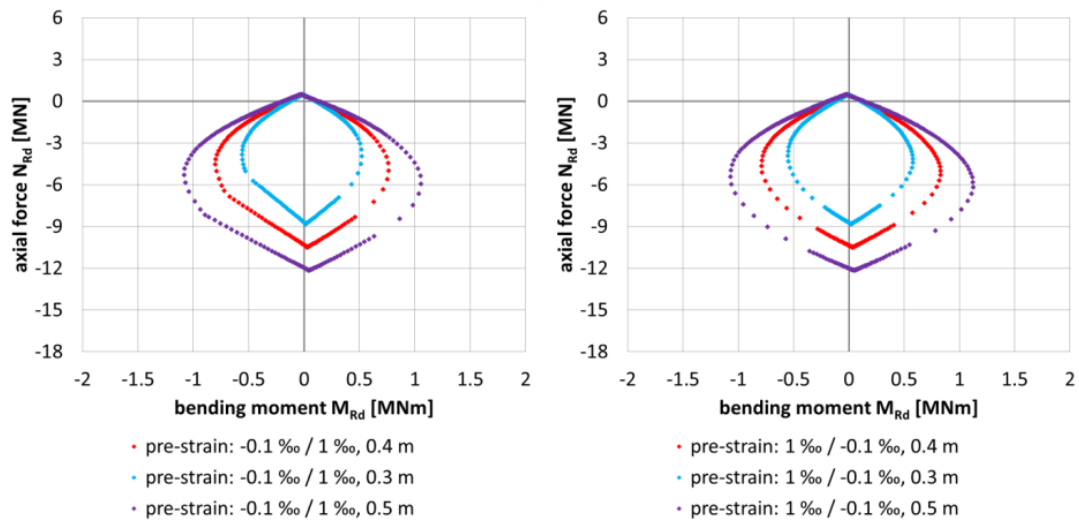 6
3
0
-3
-6
-9
-12
-15
-18
axial force N_Rd [MN]
-2 -1.5 -1 -0.5 0 0.5 1 1.5 2
bending moment M_Rd [MNm]
pre-strain: -0.1 ‰ / 1 ‰, 0.4 m
pre-strain: -0.1 ‰ / 1 ‰, 0.3 m
pre-strain: -0.1 ‰ / 1 ‰, 0.5 m
6
3
0
-3
-6
-9
-12
-15
-18
axial force N_Rd [MN]
-2 -1.5 -1 -0.5 0 0.5 1 1.5 2
bending moment M_Rd [MNm]
pre-strain: 1 ‰ / -0.1 ‰, 0.4 m
pre-strain: 1 ‰ / -0.1 ‰, 0.3 m
pre-strain: 1 ‰ / -0.1 ‰, 0.5 m